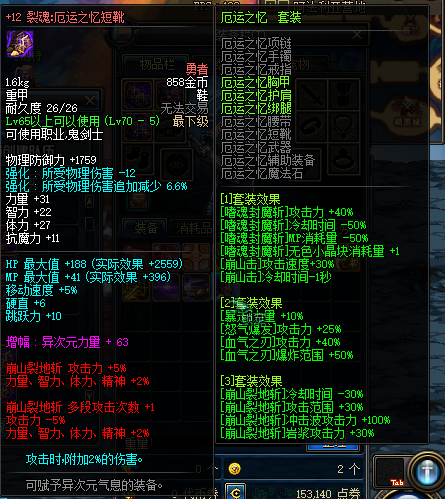 +12 裂魂:厄运之忆短靴
1.6kg
重甲
耐久度 26/26
Lv65以上可以使用 (Lv70 - 5)
可使用职业:鬼剑士
勇者
858金币
鞋
无法交易
最下级
物理防御力 +1759
强化: 所受物理伤害 -12
强化: 所受物理伤害追加减少 6.6%
力量 +31
智力 +22
体力 +27
抗魔力 +11
HP 最大值 +188 (实际效果 +2559)
MP 最大值 +41 (实际效果 +396)
移动速度 +5%
硬直 +6
跳跃力 +10
增幅: 异次元力量 + 63
崩山裂地斩 攻击力 +5%
力量、智力、体力、精神 +2%
崩山裂地斩 多段攻击次数 +1
攻击力 -5%
力量、智力、体力、精神 +2%
攻击时,附加2%的伤害。
可赋予异次元气息的装备。
厄运之忆 套装
厄运之忆项链
厄运之忆手镯
厄运之忆戒指
厄运之忆胸甲
厄运之忆护肩
厄运之忆绑腿
厄运之忆腰带
厄运之忆短靴
厄运之忆武器
厄运之忆辅助装备
厄运之忆魔法石
[1]套装效果
[嗜魂封魔斩]攻击力 +40%
[嗜魂封魔斩]冷却时间 -50%
[嗜魂封魔斩]MP消耗量 -50%
[嗜魂封魔斩]无色小晶块消耗量 +1
[崩山击]攻击速度+30%
[崩山击]冷却时间-1秒
[2]套装效果
[怒气爆发]攻击力 +25%
[血气之刃]攻击力 +40%
[血气之刃]爆炸范围 +50%
[3]套装效果
[崩山裂地斩]冷却时间 -30%
[崩山裂地斩]攻击范围 +30%
[崩山裂地斩]冲击波攻击力 +100%
[崩山裂地斩]岩浆攻击力 +30%
物品栏
装备
消耗品
0 个
2 个
153,140 点券
Tab